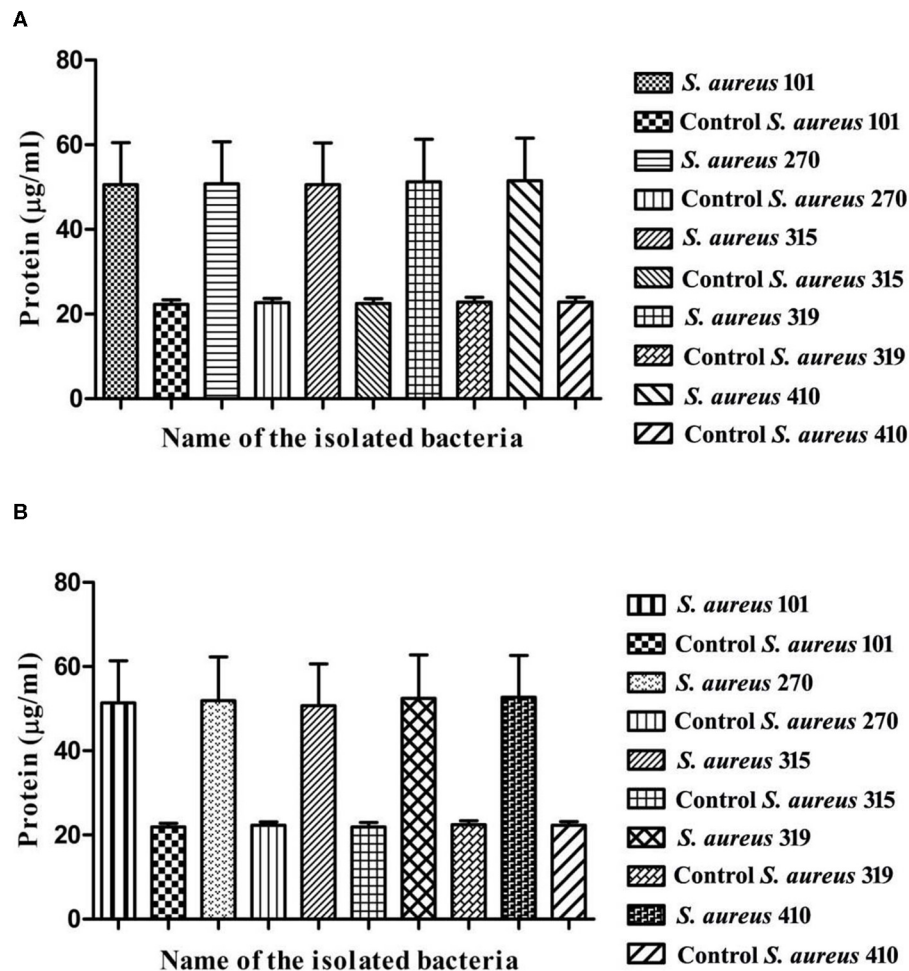 A
80
60
40
20
0
Protein (µg/ml)
Name of the isolated bacteria
S. aureus 101
Control S. aureus 101
S. aureus 270
Control S. aureus 270
S. aureus 315
Control S. aureus 315
S. aureus 319
Control S. aureus 319
S. aureus 410
Control S. aureus 410
B
80
60
40
20
0
Protein (µg/ml)
Name of the isolated bacteria
S. aureus 101
Control S. aureus 101
S. aureus 270
Control S. aureus 270
S. aureus 315
Control S. aureus 315
S. aureus 319
Control S. aureus 319
S. aureus 410
Control S. aureus 410